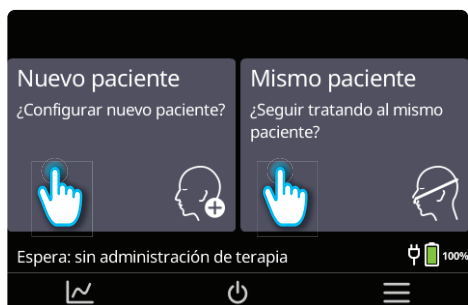 Nuevo paciente
¿Configurar nuevo paciente?
Mismo paciente
¿Seguir tratando al mismo
paciente?
Espera: sin administración de terapia
100%